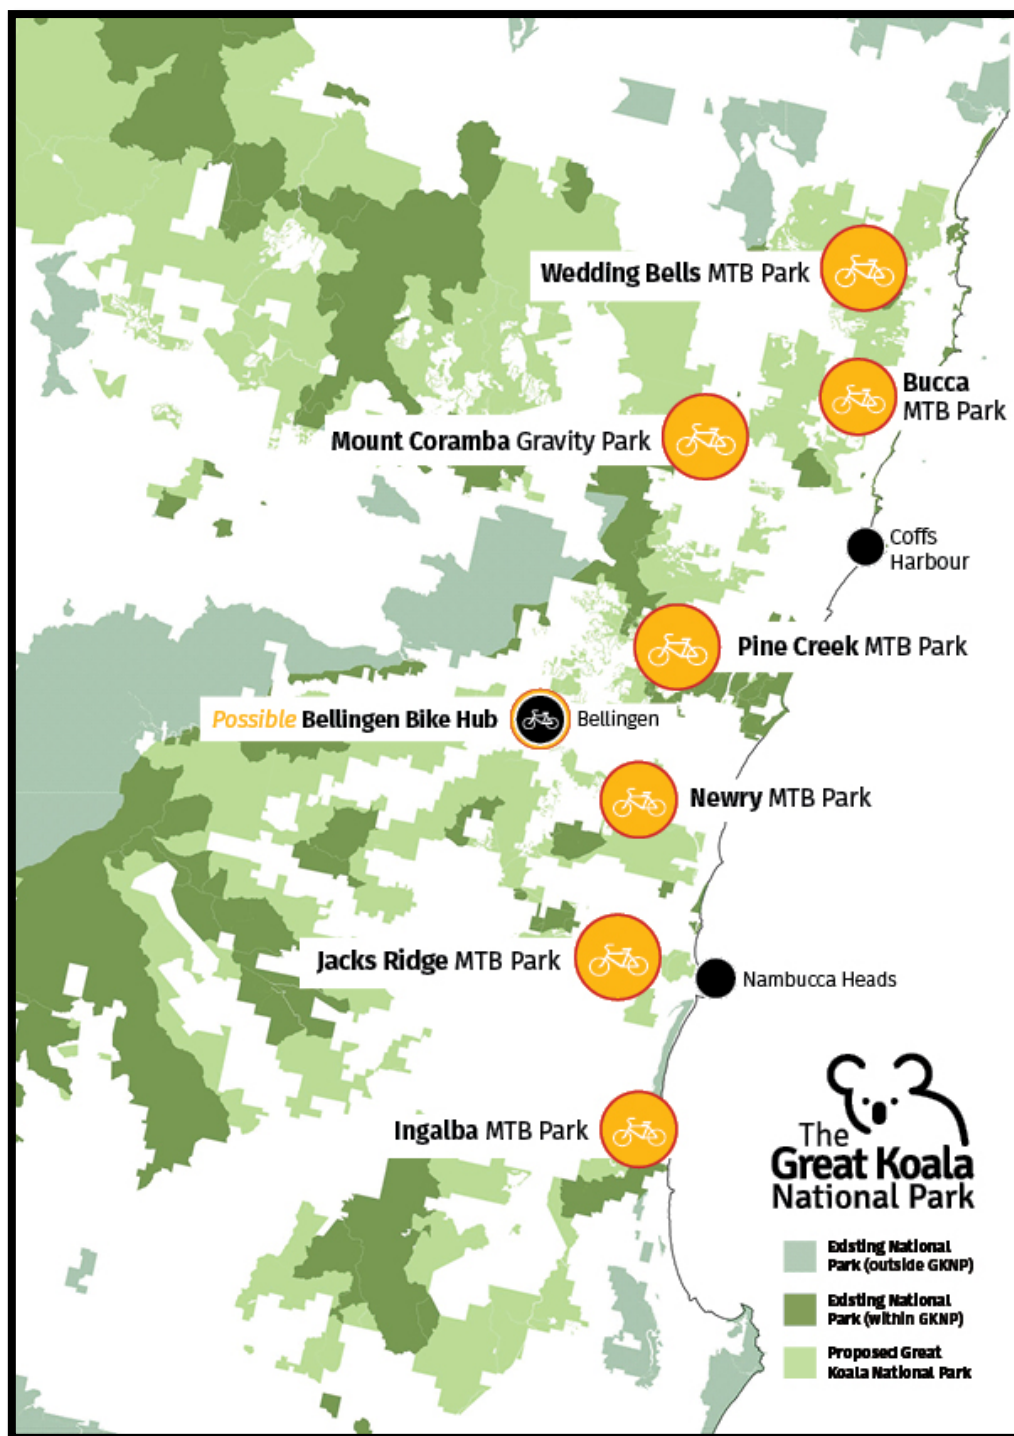 Wedding Bells MTB Park
Bucca
MTB Park
Mount Coramba Gravity Park
Coffs
Harbour
Pine Creek MTB Park
Possible Bellingen Bike Hub
Bellingen
Newry MTB Park
Jacks Ridge MTB Park
Nambucca Heads
Ingalba MTB Park
The
Great Koala
National Park
Existing National
Park (outside GKNP)
Existing National
Park (within GKNP)
Proposed Great
Koala National Park